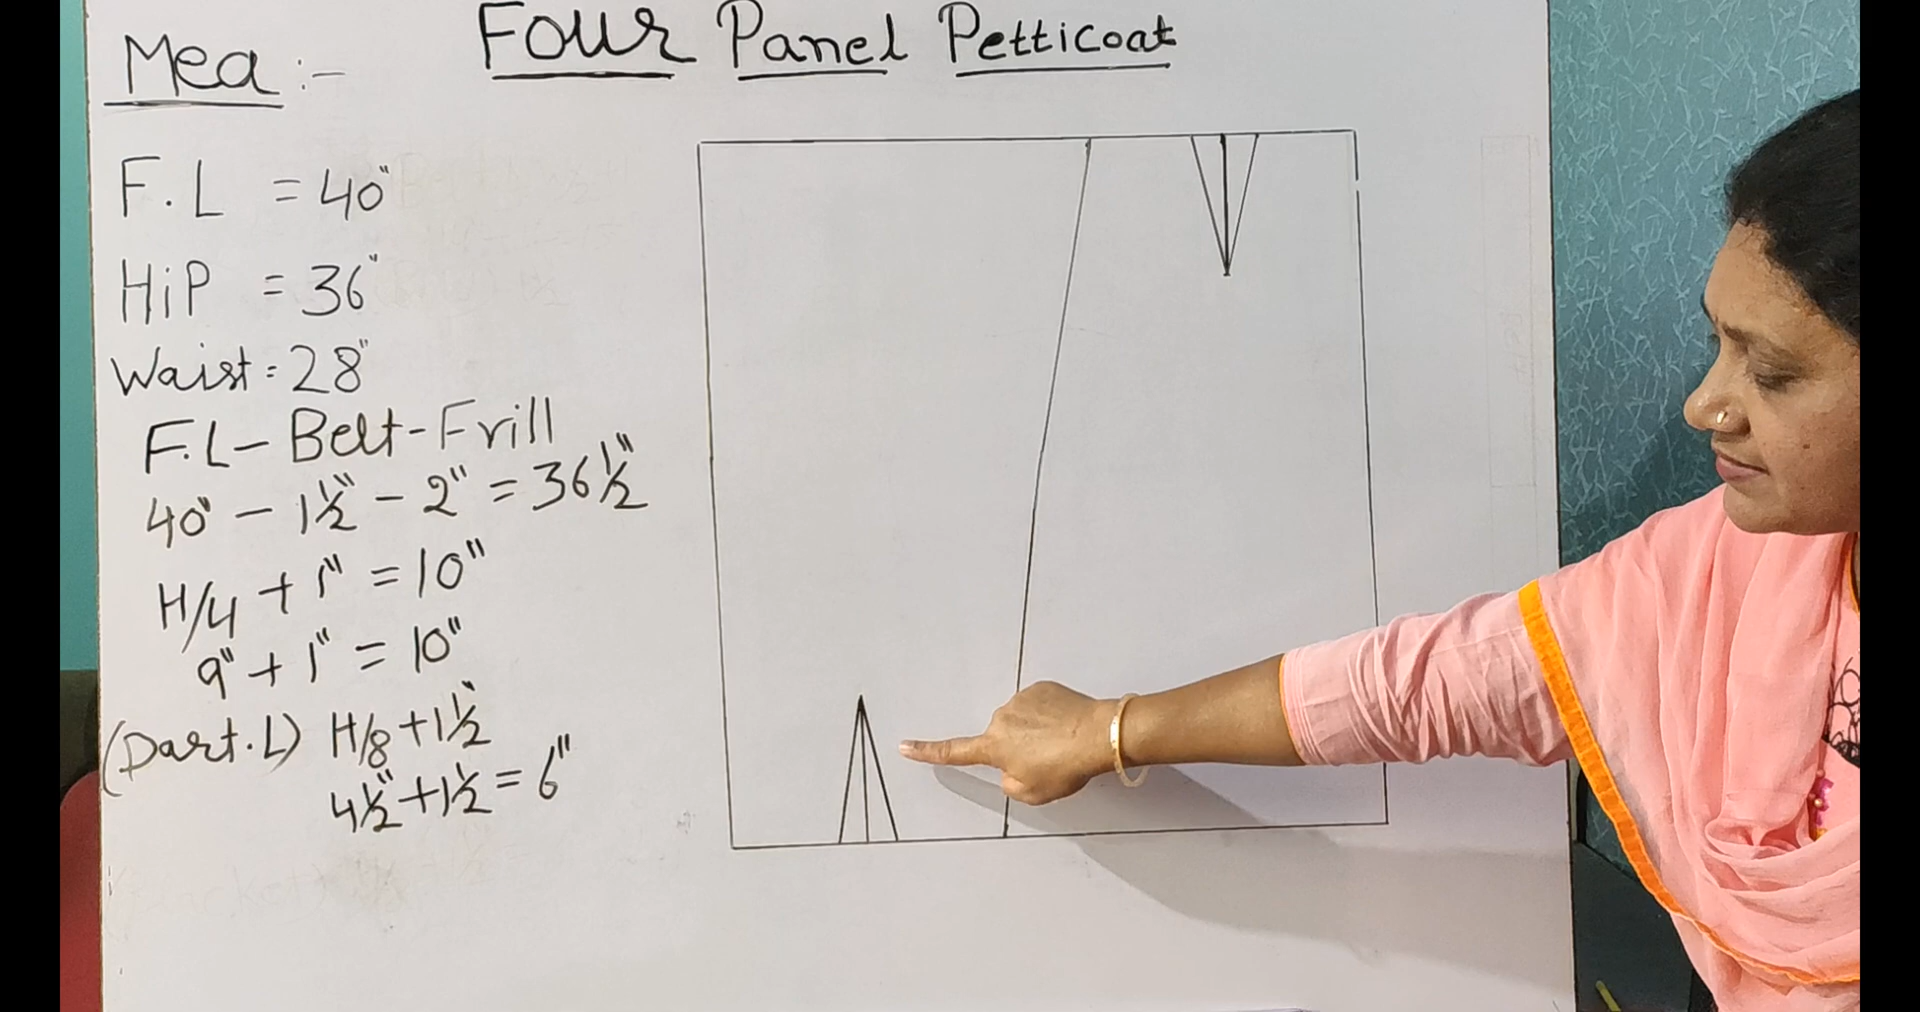 Four Panel Petticoat
Mea :-
F.L = 40"
HiP = 36"
Waist = 28"
F.L - Belt - Frill
40" - 1½" - 2" = 36½"
H/4 + 1" = 10"
9" + 1" = 10"
(Dart.L) H/8 + 1½"
4½" + 1½ = 6"